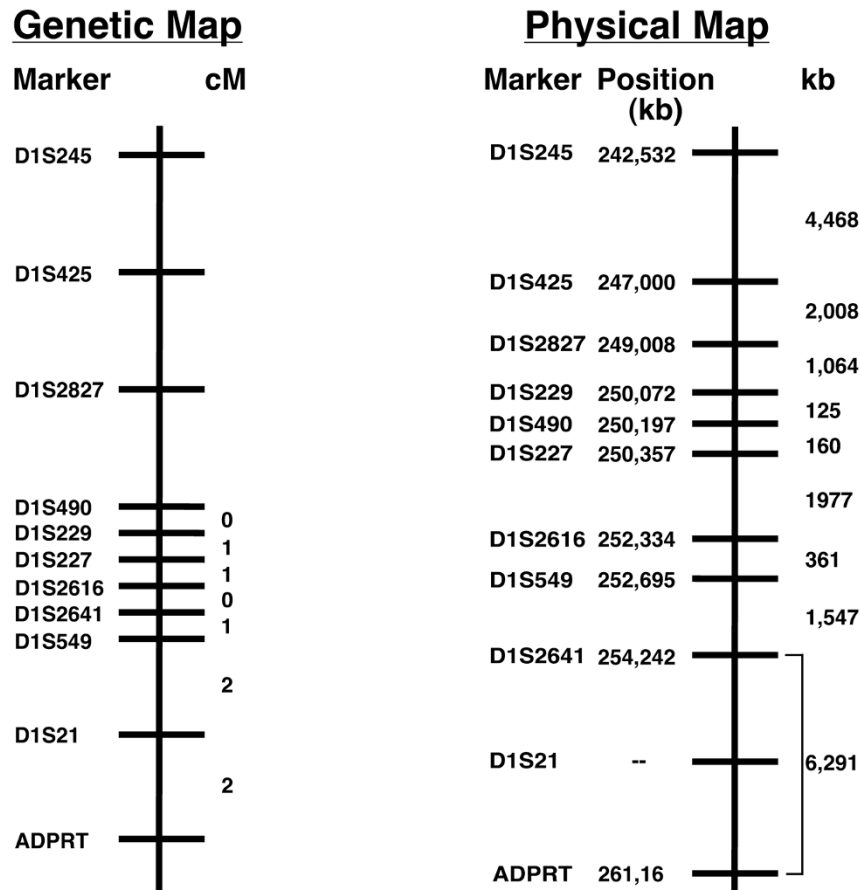 Genetic Map
Marker cM
D1S245
D1S425
D1S2827
D1S490
0
D1S229
1
D1S227
1
D1S2616
0
D1S2641
1
D1S549
2
D1S21
2
ADPRT
Physical Map
Marker Position kb
(kb)
D1S245 242,532
4,468
D1S425 247,000
2,008
D1S2827 249,008
1,064
D1S229 250,072
125
D1S490 250,197
160
D1S227 250,357
1977
D1S2616 252,334
361
D1S549 252,695
1,547
D1S2641 254,242
D1S21 -- 6,291
ADPRT 261,16